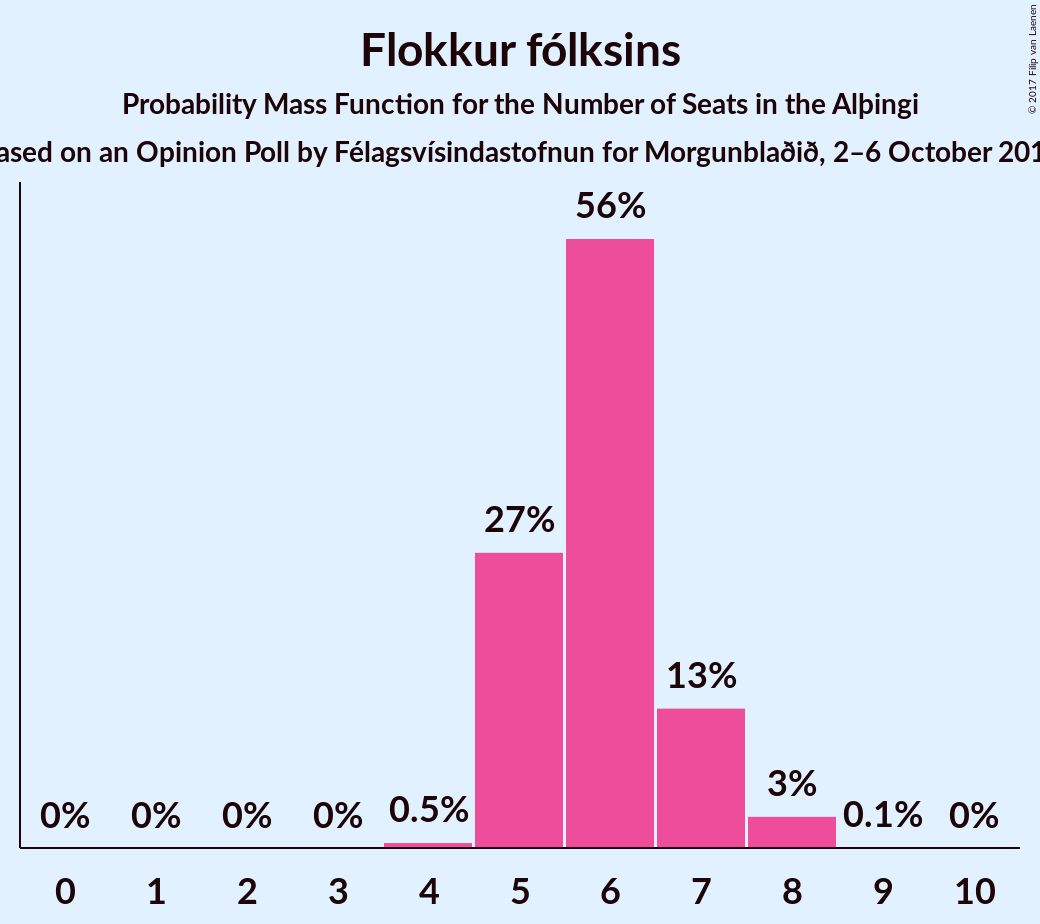 Flokkur fólksins
Probability Mass Function for the Number of Seats in the Alþingi
ased on an Opinion Poll by Félagsvísindastofnun for Morgunblaðið, 2–6 October 201
© 2017 Filip van Laenen
56%
27%
13%
3%
0% 0% 0% 0% 0.5% 0.1% 0%
0 1 2 3 4 5 6 7 8 9 10